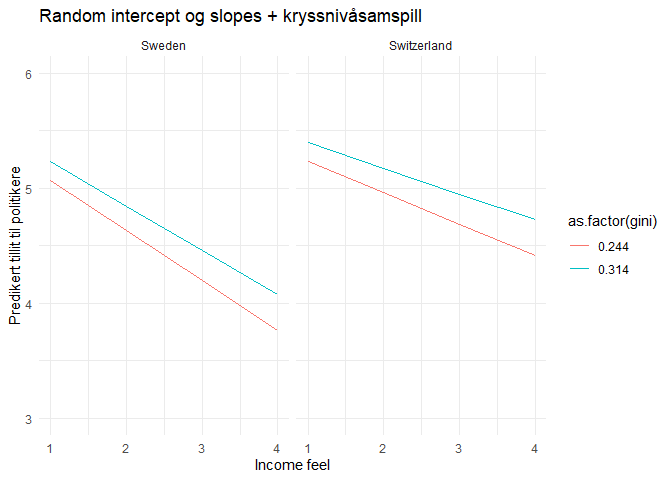 Random intercept og slopes + kryssnivåsamspill
Sweden
Switzerland
6
5
4
3
Predikert tillit til politikere
1 2 3 4
1 2 3 4
Income feel
as.factor(gini)
0.244
0.314